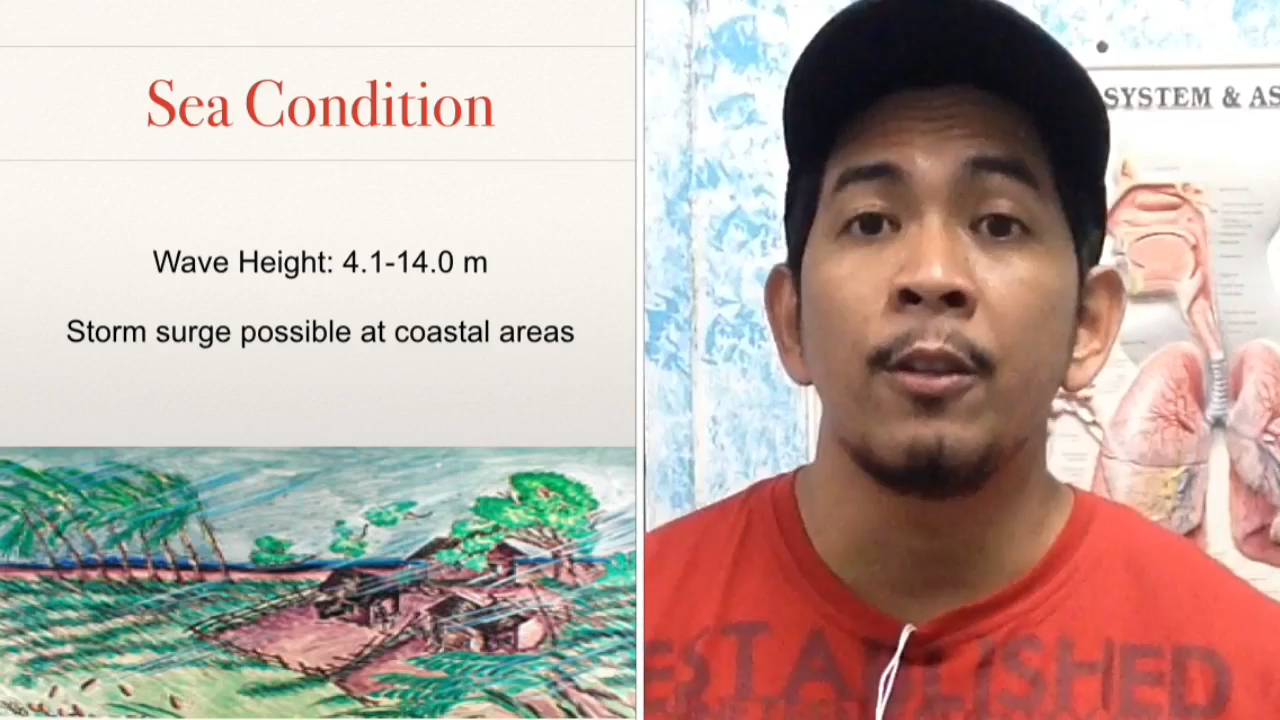 Sea Condition
Wave Height: 4.1-14.0 m
Storm surge possible at coastal areas
SYSTEM & AS
ESTABLISHED